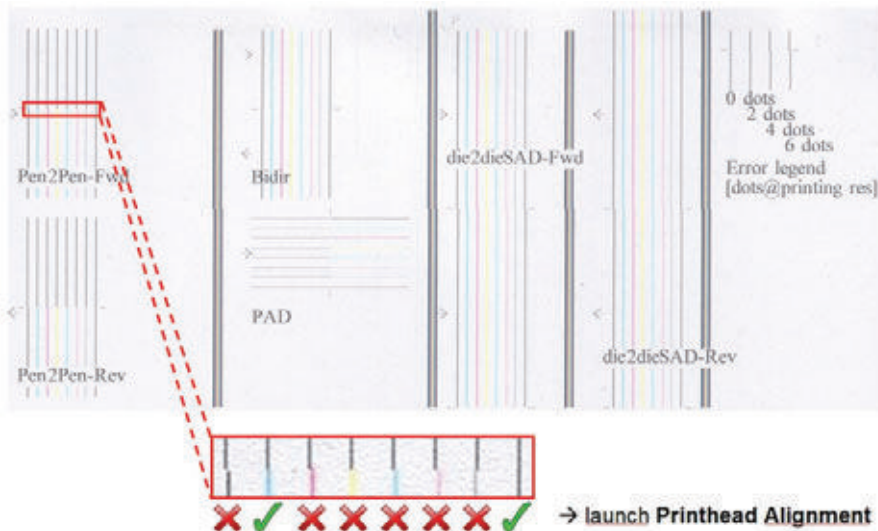 Pen2Pen-Fwd
Bidir
die2dieSAD-Fwd
0 dots
2 dots
4 dots
6 dots
Error legend
[dots@printing res]
Pen2Pen-Rev
PAD
die2dieSAD-Rev
→ launch Printhead Alignment